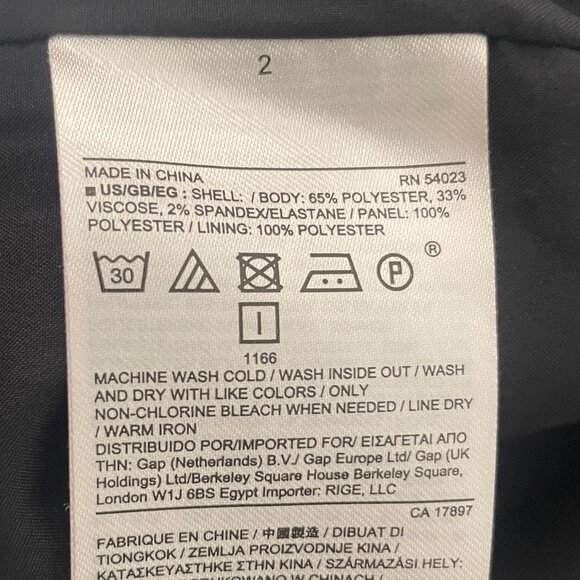 2
MADE IN CHINA RN 54023
US/GB/EG : SHELL: / BODY: 65% POLYESTER, 33%
VISCOSE, 2% SPANDEX/ELASTANE / PANEL: 100%
POLYESTER / LINING: 100% POLYESTER
30 P ®
1166
MACHINE WASH COLD / WASH INSIDE OUT / WASH
AND DRY WITH LIKE COLORS / ONLY
NON-CHLORINE BLEACH WHEN NEEDED / LINE DRY
/ WARM IRON
DISTRIBUIDO POR/IMPORTED FOR/ ΕΙΣΑΓΕΤΑΙ ΑΠΟ
ΤΗΝ: Gap (Netherlands) B.V./ Gap Europe Ltd/ Gap (UK
Holdings) Ltd/Berkeley Square House Berkeley Square,
London W1J 6BS Egypt Importer: RIGE, LLC
CA 17897
FABRIQUE EN CHINE / 中國製造 / DIBUAT DI
TIONGKOK / ZEMLJA PROIZVODNJE KINA /
ΚΑΤΑΣΚΕΥΑΣΤΗΚΕ ΣΤΗΝ ΚΙΝΑ / SZÁRMAZÁSI HELY: